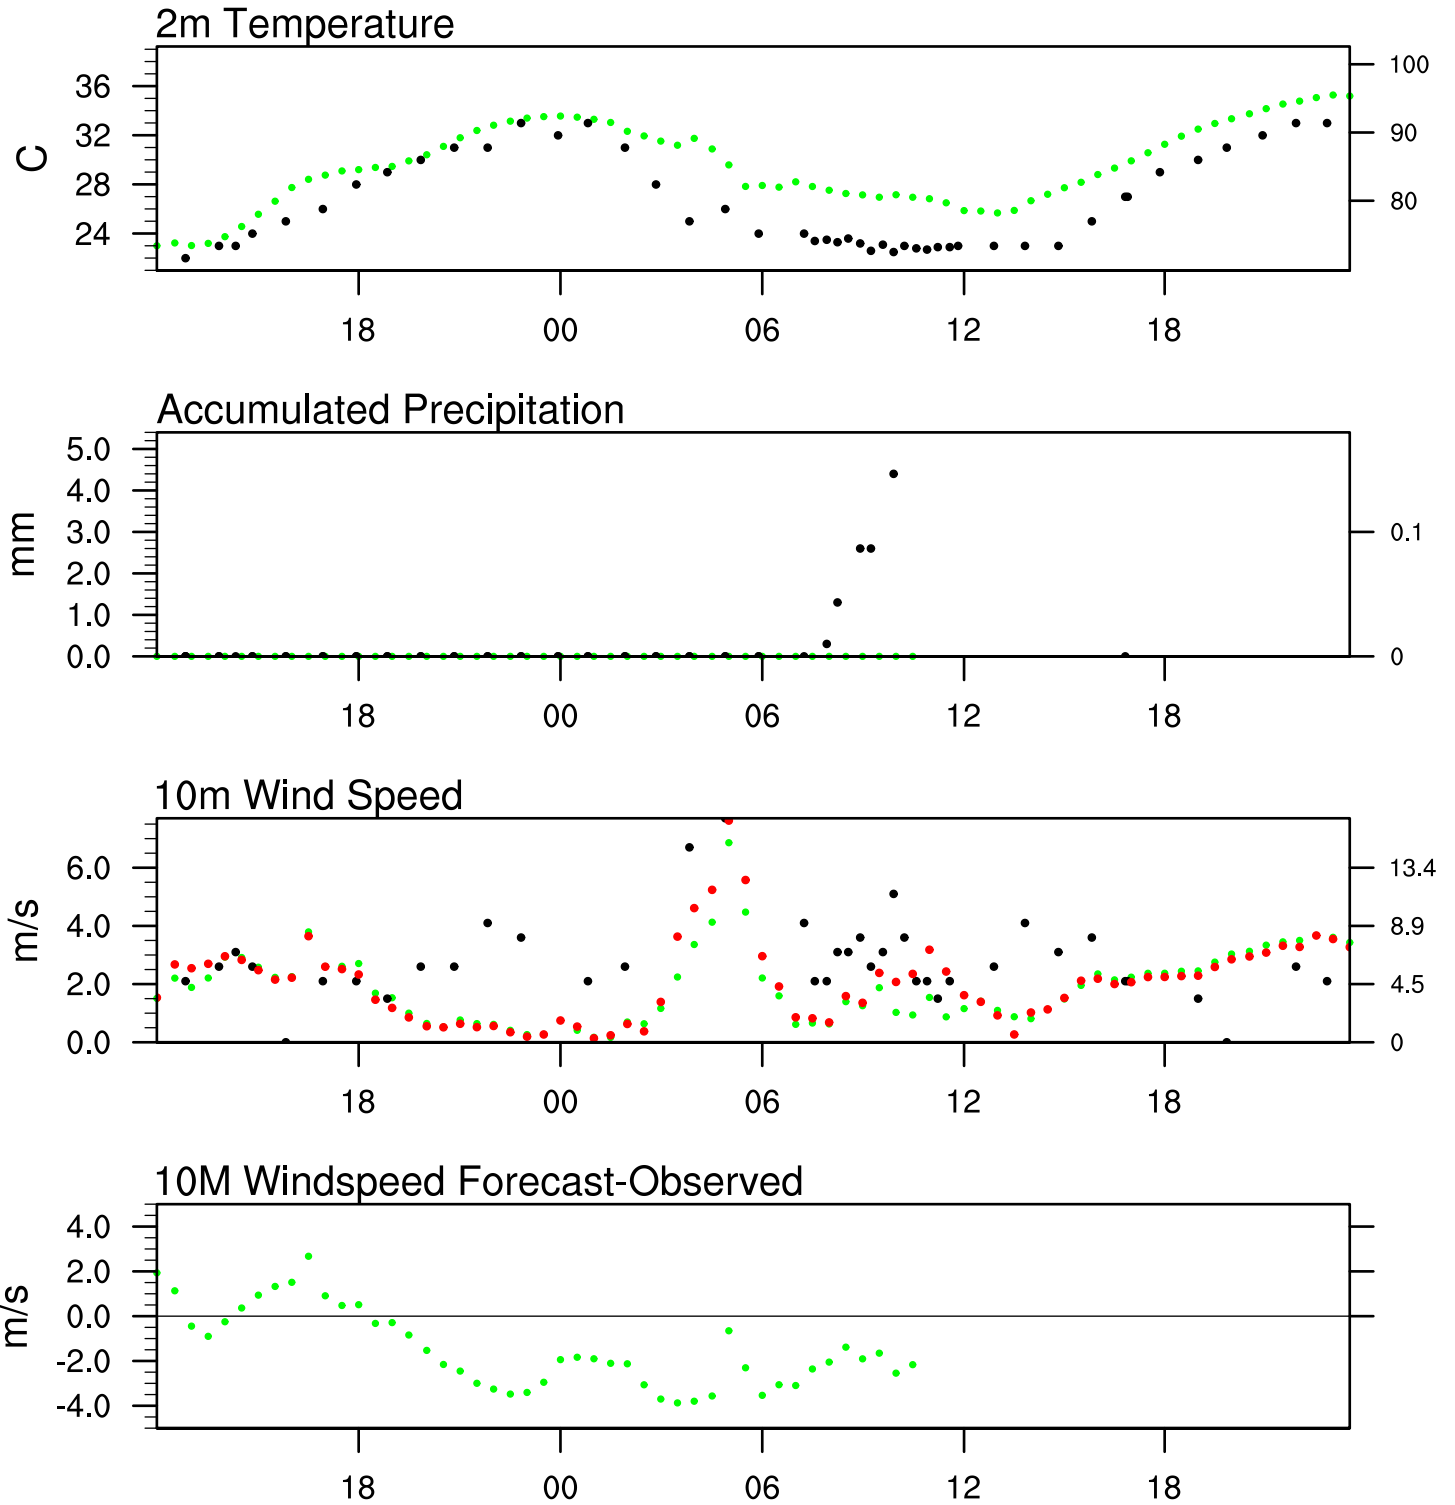 2m Temperature
C
36
32
28
24
100
90
80
18 00 06 12 18
Accumulated Precipitation
mm
5.0
4.0
3.0
2.0
1.0
0.0
0.1
0
18 00 06 12 18
10m Wind Speed
m/s
6.0
4.0
2.0
0.0
13.4
8.9
4.5
0
18 00 06 12 18
10M Windspeed Forecast-Observed
m/s
4.0
2.0
0.0
-2.0
-4.0
18 00 06 12 18